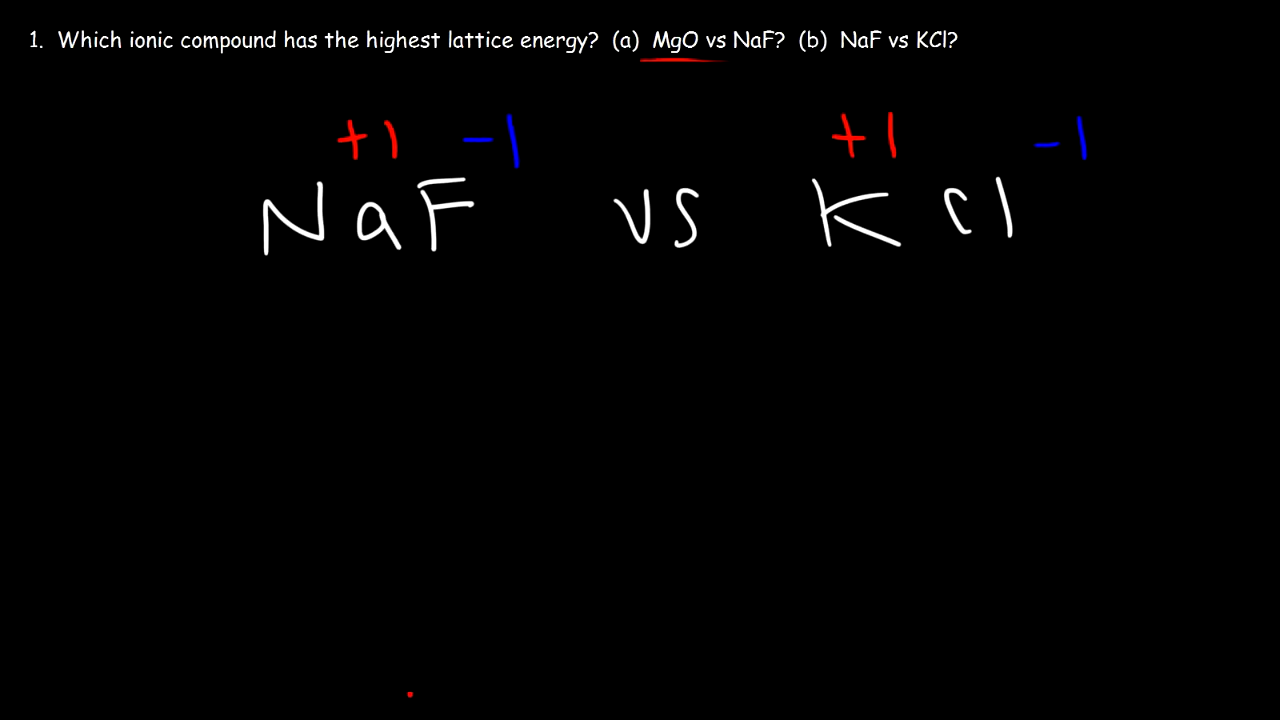 1. Which ionic compound has the highest lattice energy? (a) MgO vs NaF? (b) NaF vs KCl?
+1 -1 +1 -1
NaF vs KCl